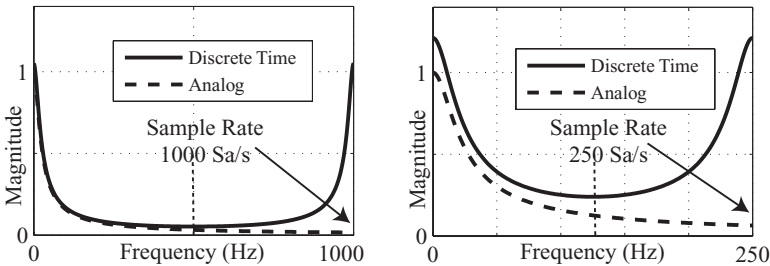 Magnitude
1
0
Discrete Time
Analog
Sample Rate
1000 Sa/s
0
Frequency (Hz)
1000
Magnitude
1
0
Discrete Time
Analog
Sample Rate
250 Sa/s
0
Frequency (Hz)
250